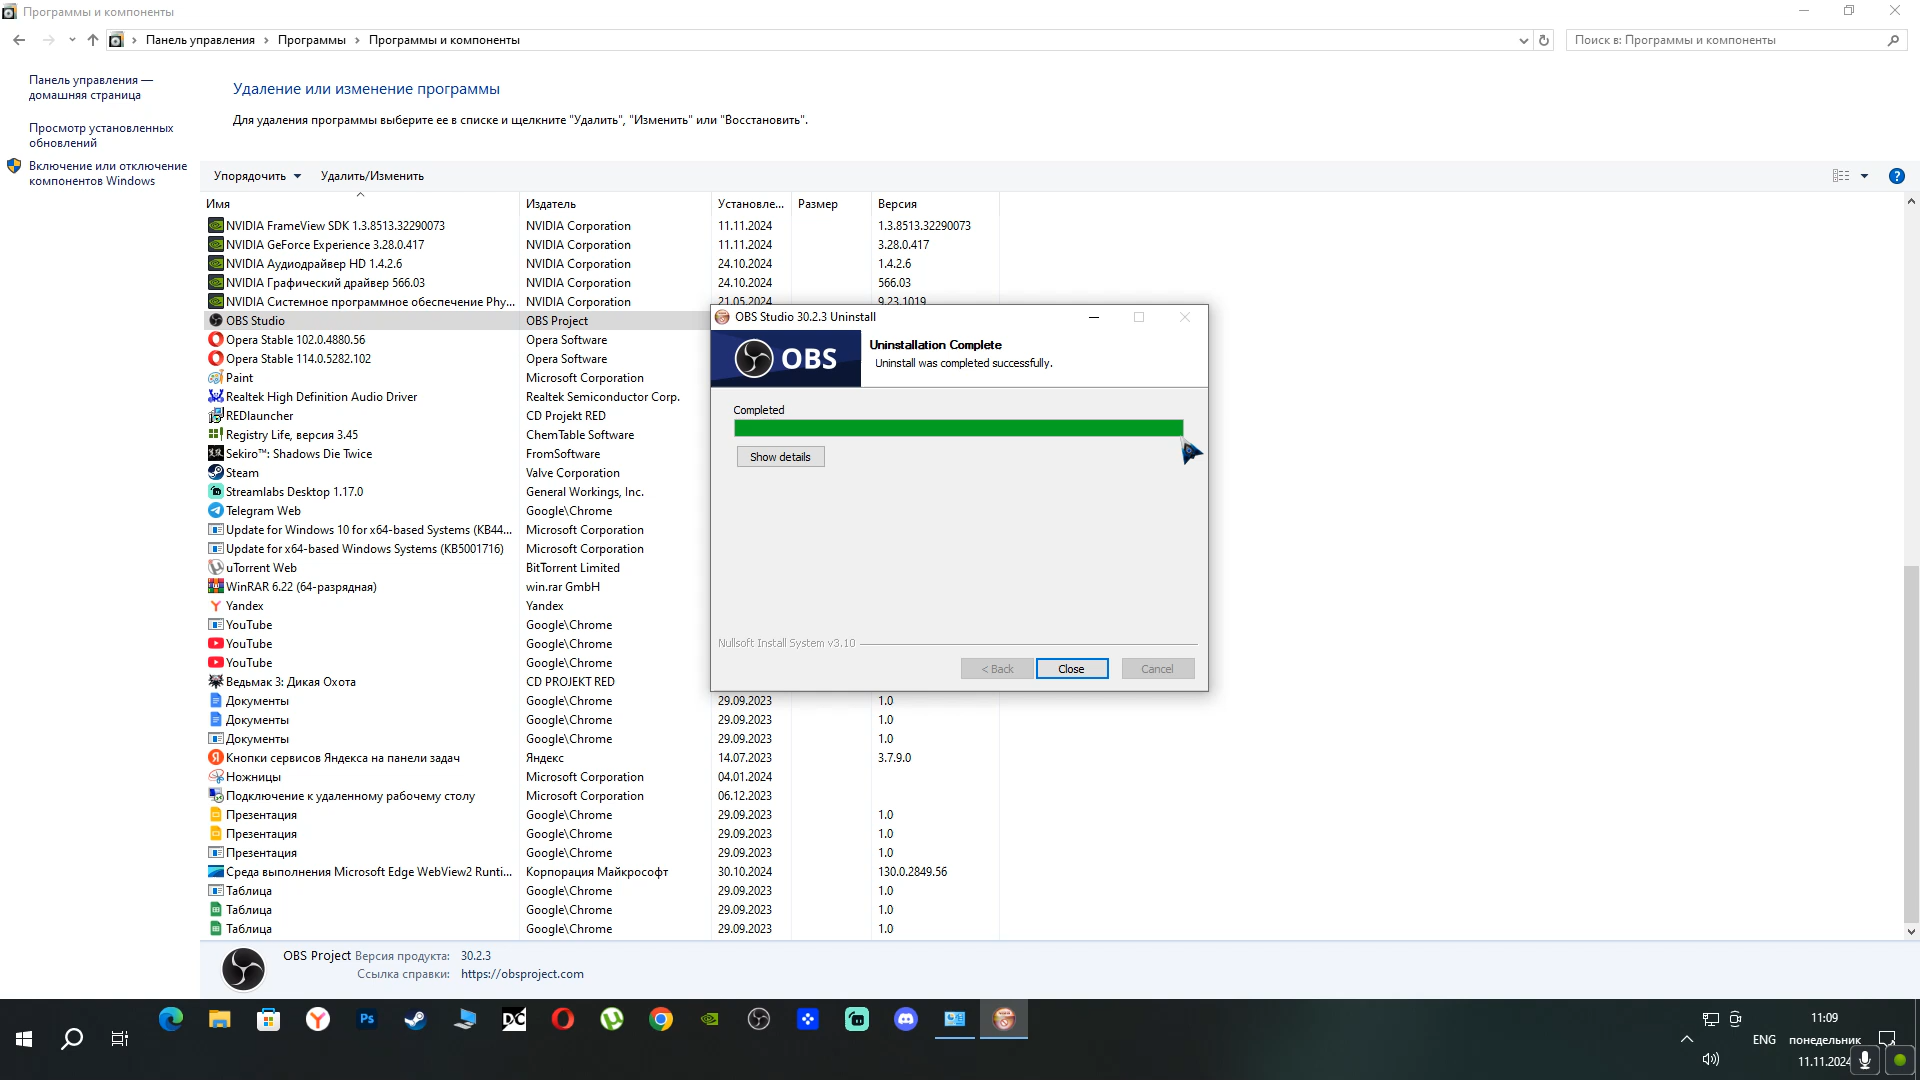 Программы и компоненты
Панель управления › Программы › Программы и компоненты
Поиск в: Программы и компоненты
Панель управления —
домашняя страница
Просмотр установленных
обновлений
Включение или отключение
компонентов Windows
Удаление или изменение программы
Для удаления программы выберите ее в списке и щелкните "Удалить", "Изменить" или "Восстановить".
Упорядочить Удалить/Изменить
Имя Издатель Установле... Размер Версия
NVIDIA FrameView SDK 1.3.8513.32290073 NVIDIA Corporation 11.11.2024 1.3.8513.32290073
NVIDIA GeForce Experience 3.28.0.417 NVIDIA Corporation 11.11.2024 3.28.0.417
NVIDIA Аудиодрайвер HD 1.4.2.6 NVIDIA Corporation 24.10.2024 1.4.2.6
NVIDIA Графический драйвер 566.03 NVIDIA Corporation 24.10.2024 566.03
NVIDIA Системное программное обеспечение Phy... NVIDIA Corporation 21.05.2024 9.23.1019
OBS Studio OBS Project
Opera Stable 102.0.4880.56 Opera Software
Opera Stable 114.0.5282.102 Opera Software
Paint Microsoft Corporation
Realtek High Definition Audio Driver Realtek Semiconductor Corp.
REDlauncher CD Projekt RED
Registry Life, версия 3.45 ChemTable Software
Sekiro™: Shadows Die Twice FromSoftware
Steam Valve Corporation
Streamlabs Desktop 1.17.0 General Workings, Inc.
Telegram Web Google\Chrome
Update for Windows 10 for x64-based Systems (KB44... Microsoft Corporation
Update for x64-based Windows Systems (KB5001716) Microsoft Corporation
uTorrent Web BitTorrent Limited
WinRAR 6.22 (64-разрядная) win.rar GmbH
Yandex Yandex
YouTube Google\Chrome
YouTube Google\Chrome
YouTube Google\Chrome
Ведьмак 3: Дикая Охота CD PROJEKT RED
Документы Google\Chrome 29.09.2023 1.0
Документы Google\Chrome 29.09.2023 1.0
Документы Google\Chrome 29.09.2023 1.0
Кнопки сервисов Яндекса на панели задач Яндекс 14.07.2023 3.7.9.0
Ножницы Microsoft Corporation 04.01.2024
Подключение к удаленному рабочему столу Microsoft Corporation 06.12.2023
Презентация Google\Chrome 29.09.2023 1.0
Презентация Google\Chrome 29.09.2023 1.0
Презентация Google\Chrome 29.09.2023 1.0
Среда выполнения Microsoft Edge WebView2 Runti... Корпорация Майкрософт 30.10.2024 130.0.2849.56
Таблица Google\Chrome 29.09.2023 1.0
Таблица Google\Chrome 29.09.2023 1.0
Таблица Google\Chrome 29.09.2023 1.0
OBS Studio 30.2.3 Uninstall
OBS
Uninstallation Complete
Uninstall was completed successfully.
Completed
Show details
Nullsoft Install System v3.10
< Back Close Cancel
OBS Project Версия продукта: 30.2.3
Ссылка справки: https://obsproject.com
Ps
DC
11:09
ENG понедельник
11.11.2024